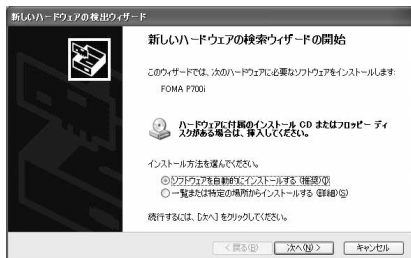 新しいハードウェアの検出ウィザード
新しいハードウェアの検索ウィザードの開始
このウィザードでは、次のハードウェアに必要なソフトウェアをインストールします:
FOMA P700i
ハードウェアに付属のインストール CD またはフロッピー ディ
スクがある場合は、挿入してください。
インストール方法を選んでください。
ソフトウェアを自動的にインストールする (推奨)(I)
一覧または特定の場所からインストールする (詳細)(S)
続行するには、[次へ] をクリックしてください。
< 戻る(B) 次へ(N) > キャンセル